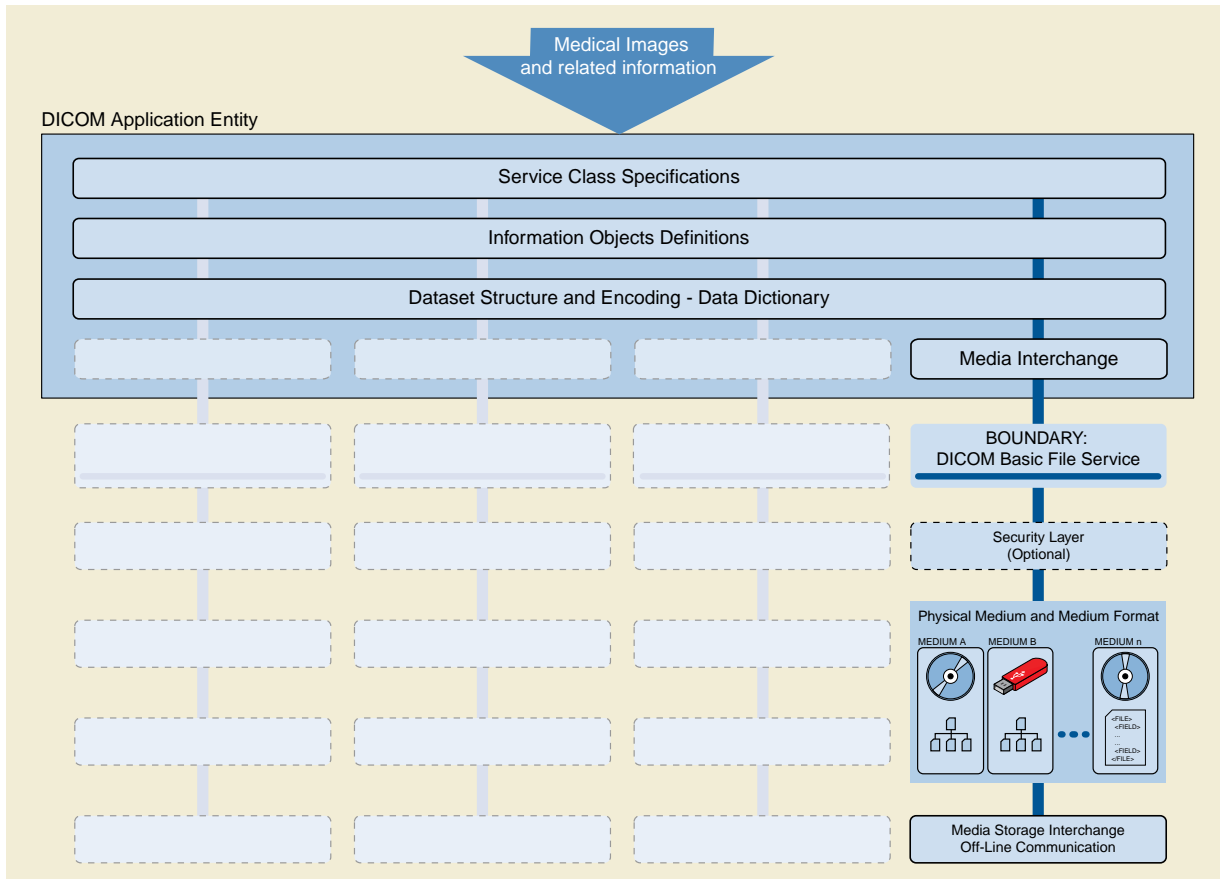 Medical Images
and related information
DICOM Application Entity
Service Class Specifications
Information Objects Definitions
Dataset Structure and Encoding - Data Dictionary
Media Interchange
BOUNDARY:
DICOM Basic File Service
Security Layer
(Optional)
Physical Medium and Medium Format
MEDIUM A
MEDIUM B
MEDIUM n
<FILE>
<FIELD>
...
...
<FIELD>
</FILE>
Media Storage Interchange
Off-Line Communication